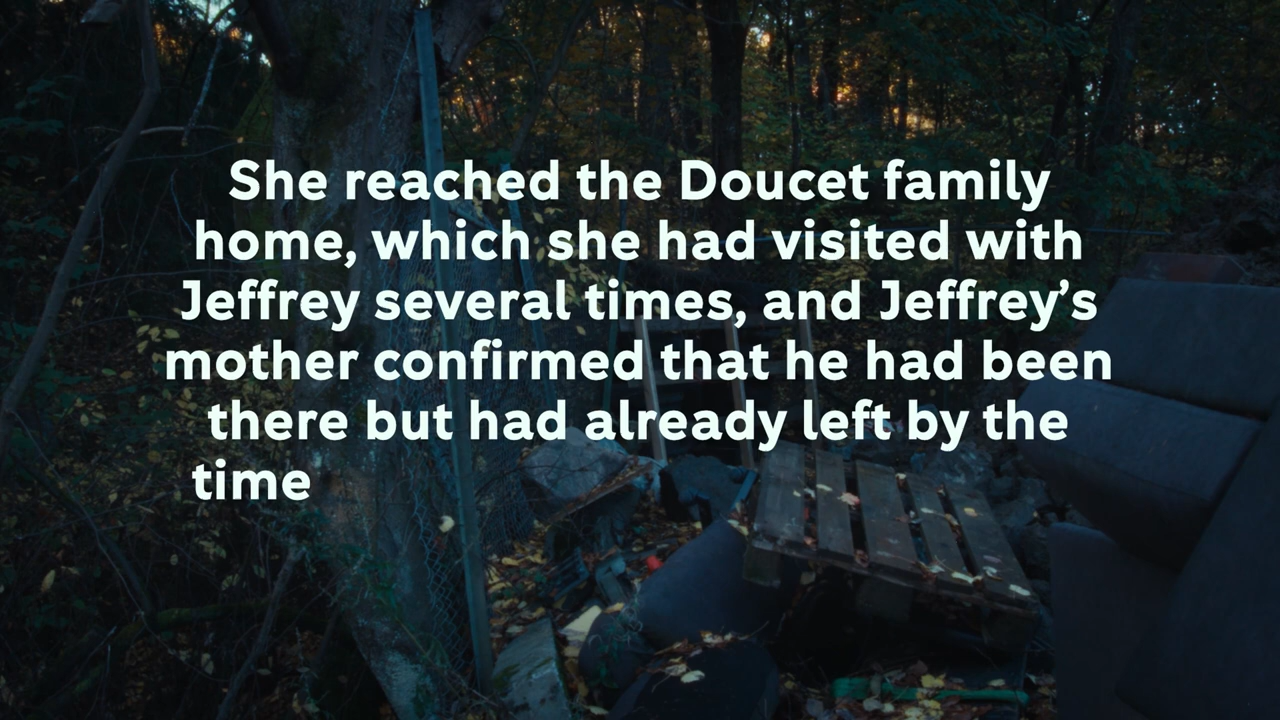 She reached the Doucet family
home, which she had visited with
Jeffrey several times, and Jeffrey’s
mother confirmed that he had been
there but had already left by the
time